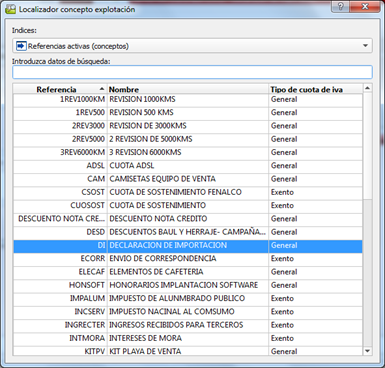 Localizador concepto explotación
Indices:
Referencias activas (conceptos)
Introduzca datos de búsqueda:
Referencia Nombre Tipo de cuota de iva
1REV1000KM REVISION 1000KMS General
1REV500 REVISION 500 KMS General
2REV3000 REVISION DE 3000KMS General
2REV5000 2 REVISION DE 5000KMS General
3REV6000KM 3 REVISION 6000KMS General
ADSL CUOTA ADSL General
CAM CAMISETAS EQUIPO DE VENTA General
CSOST CUOTA DE SOSTENIMIENTO FENALCO Exento
CUOSOST CUOTA DE SOSTENIMIENTO Exento
DESCUENTO NOTA CRE... DESCUENTO NOTA CREDITO General
DESD DESCUENTOS BAUL Y HERRAJE- CAMPAÑA... General
DI DECLARACION DE IMPORTACION General
ECORR ENVIO DE CORRESPONDENCIA Exento
ELECAF ELEMENTOS DE CAFETERIA General
HONSOFT HONORARIOS IMPLANTACION SOFTWARE General
IMPALUM IMPUESTO DE ALUNMBRADO PUBLICO Exento
INCSERV IMPUESTO NACINAL AL COMSUMO Exento
INGRECTER INGRESOS RECIBIDOS PARA TERCEROS Exento
INTMORA INTERESES DE MORA Exento
KITPV KIT PLAYA DE VENTA General